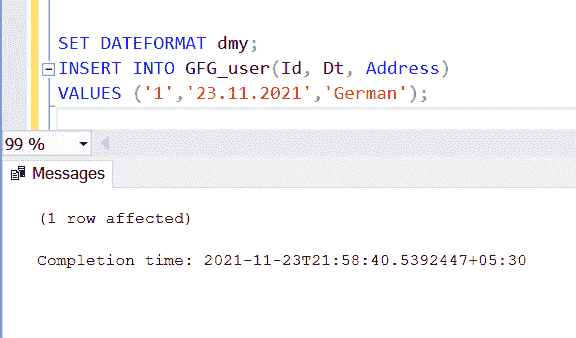 SET DATEFORMAT dmy;
INSERT INTO GFG_user(Id, Dt, Address)
VALUES ('1','23.11.2021','German');
99 %
Messages
(1 row affected)
Completion time: 2021-11-23T21:58:40.5392447+05:30